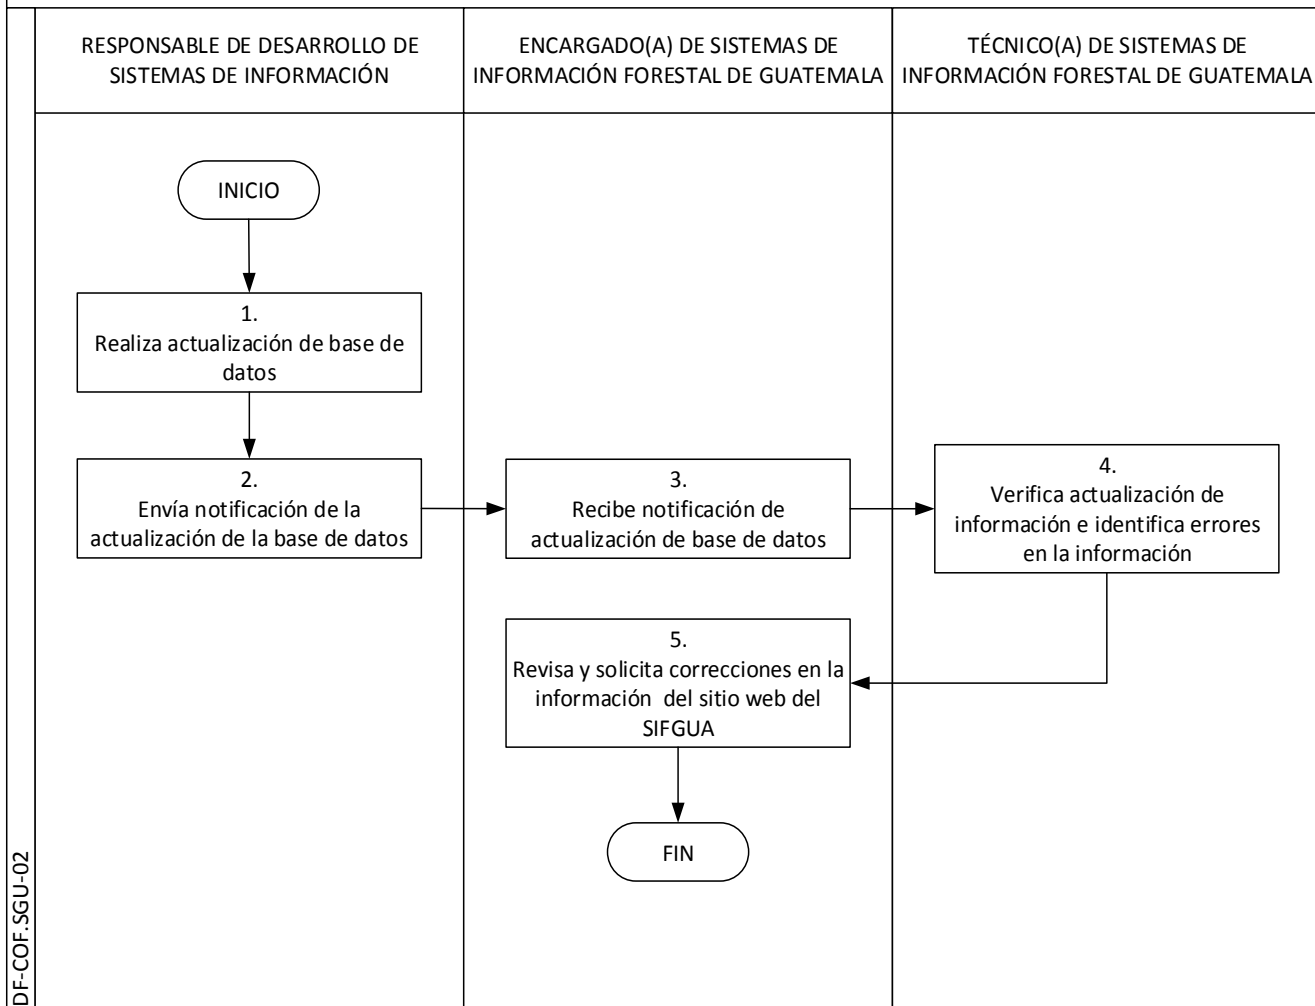 RESPONSABLE DE DESARROLLO DE
SISTEMAS DE INFORMACIÓN
ENCARGADO(A) DE SISTEMAS DE
INFORMACIÓN FORESTAL DE GUATEMALA
TÉCNICO(A) DE SISTEMAS DE
INFORMACIÓN FORESTAL DE GUATEMALA
INICIO
1.
Realiza actualización de base de
datos
2.
Envía notificación de la
actualización de la base de datos
3.
Recibe notificación de
actualización de base de datos
4.
Verifica actualización de
información e identifica errores
en la información
5.
Revisa y solicita correcciones en la
información del sitio web del
SIFGUA
FIN
DF-COF.SGU-02